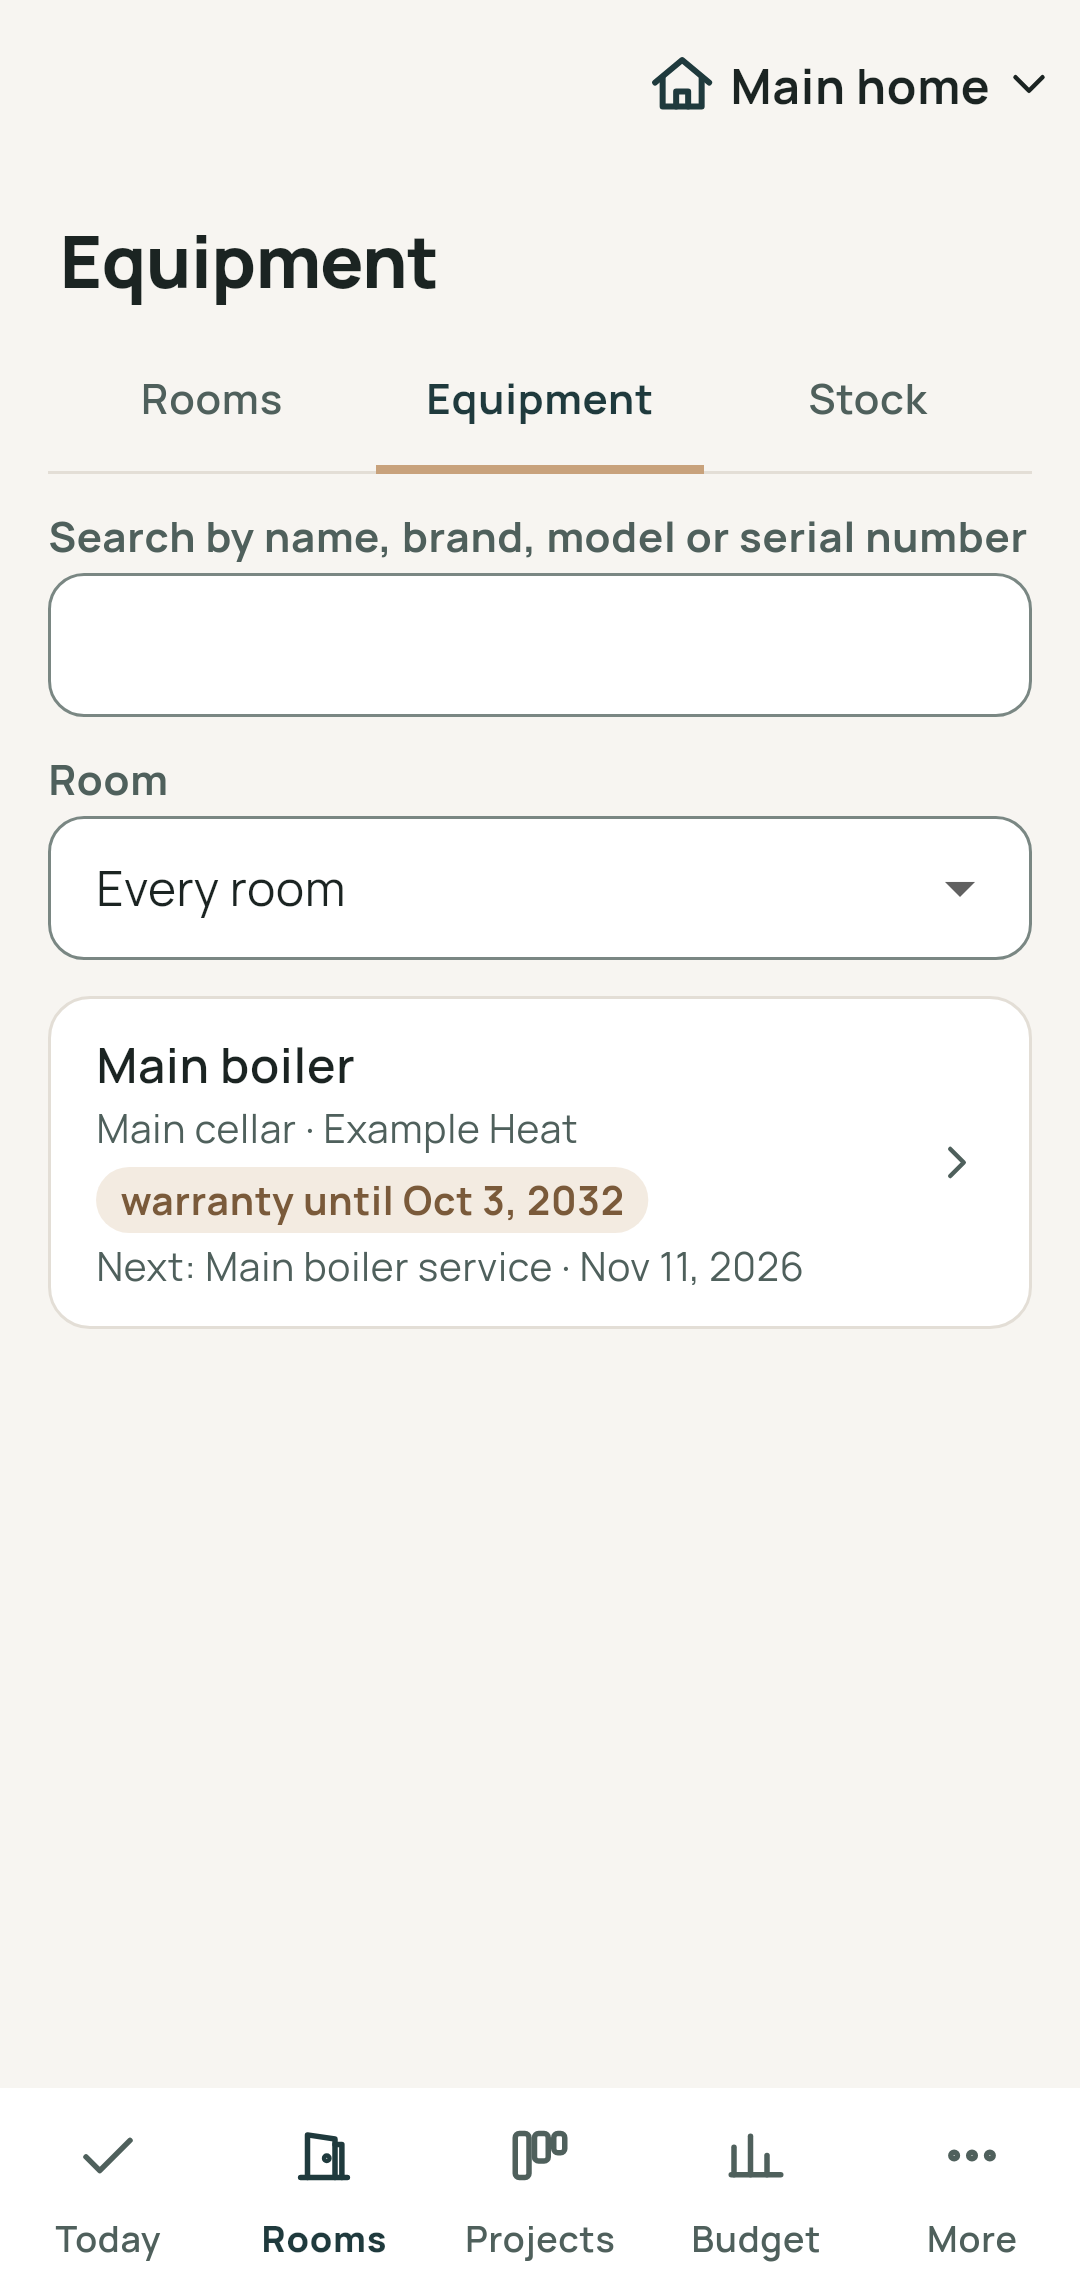 Main home
Equipment
Rooms
Equipment
Stock
Search by name, brand, model or serial number
Room
Every room
Main boiler
Main cellar · Example Heat
warranty until Oct 3, 2032
Next: Main boiler service · Nov 11, 2026
Today
Rooms
Projects
Budget
More